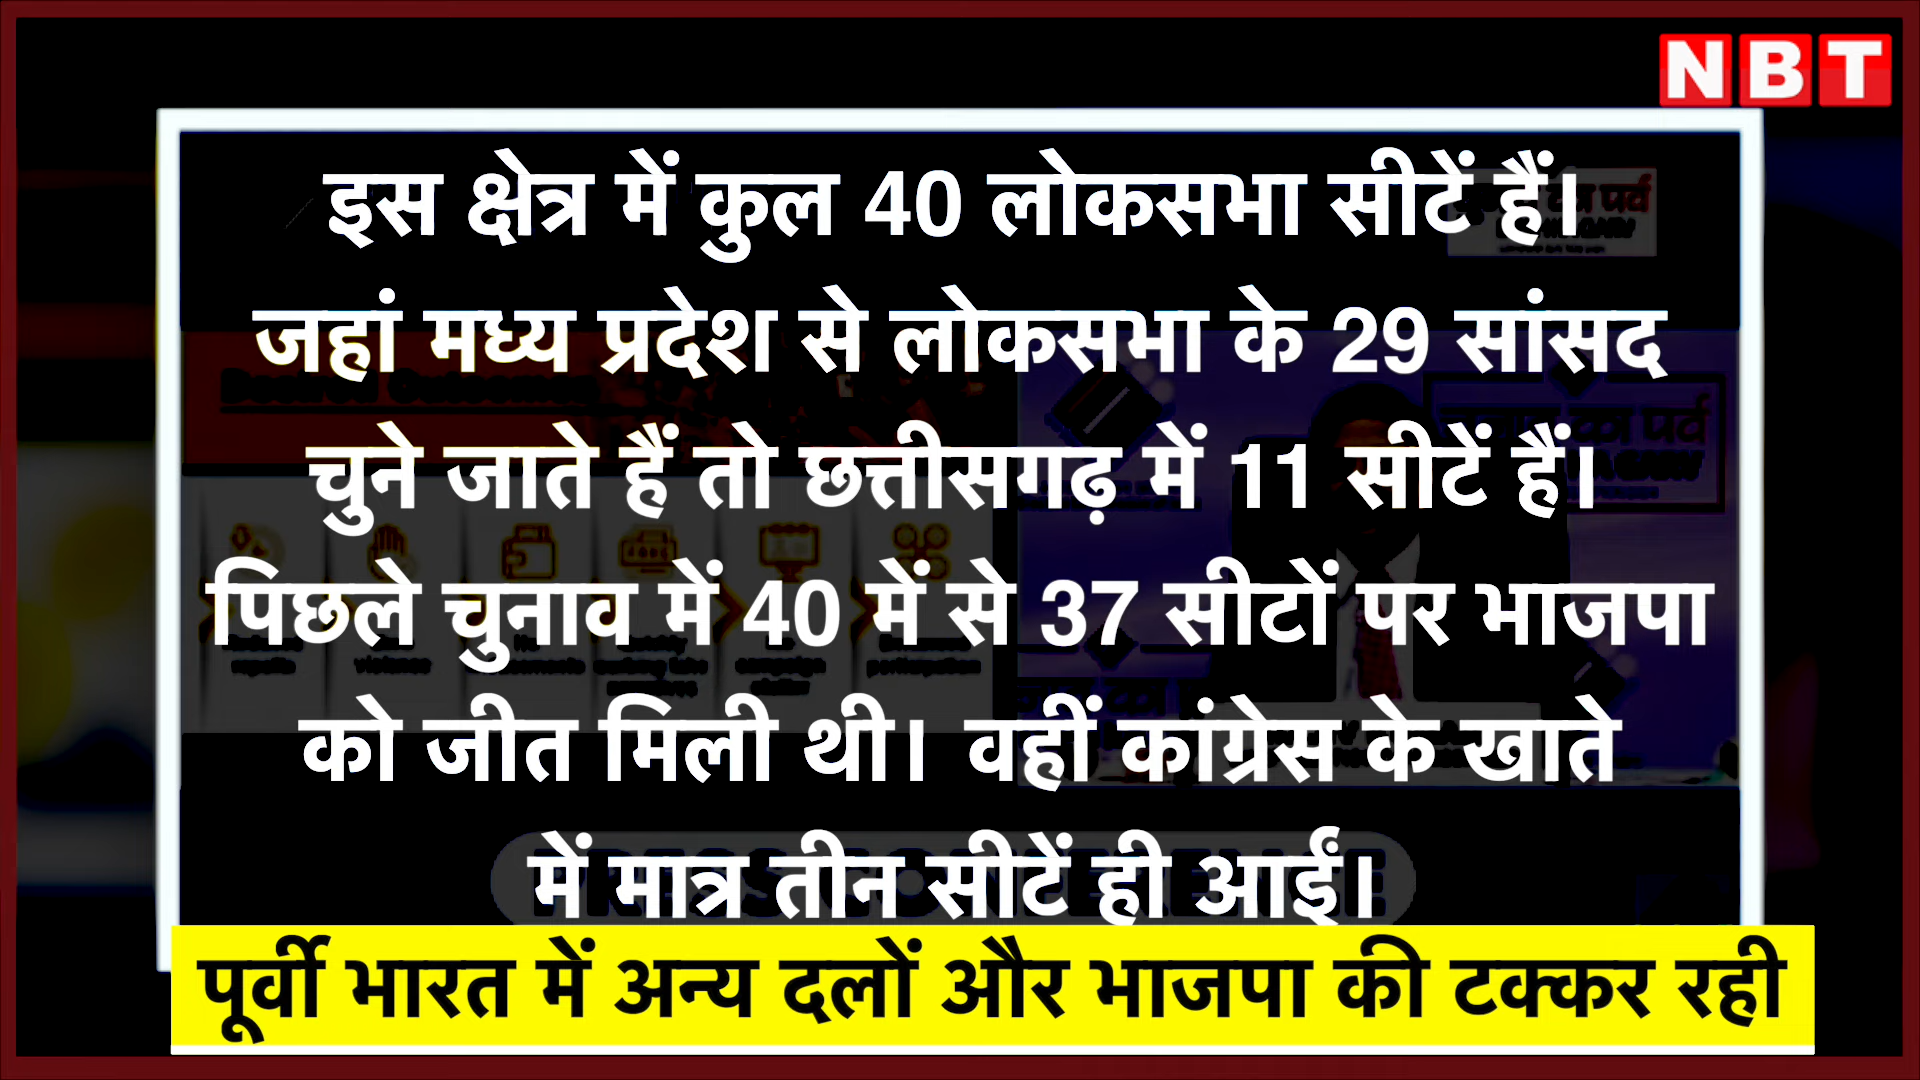 NBT
इस क्षेत्र में कुल 40 लोकसभा सीटें हैं।
जहां मध्य प्रदेश से लोकसभा के 29 सांसद
चुने जाते हैं तो छत्तीसगढ़ में 11 सीटें हैं।
पिछले चुनाव में 40 में से 37 सीटों पर भाजपा
को जीत मिली थी। वहीं कांग्रेस के खाते
में मात्र तीन सीटें ही आईं।
पूर्वी भारत में अन्य दलों और भाजपा की टक्कर रही